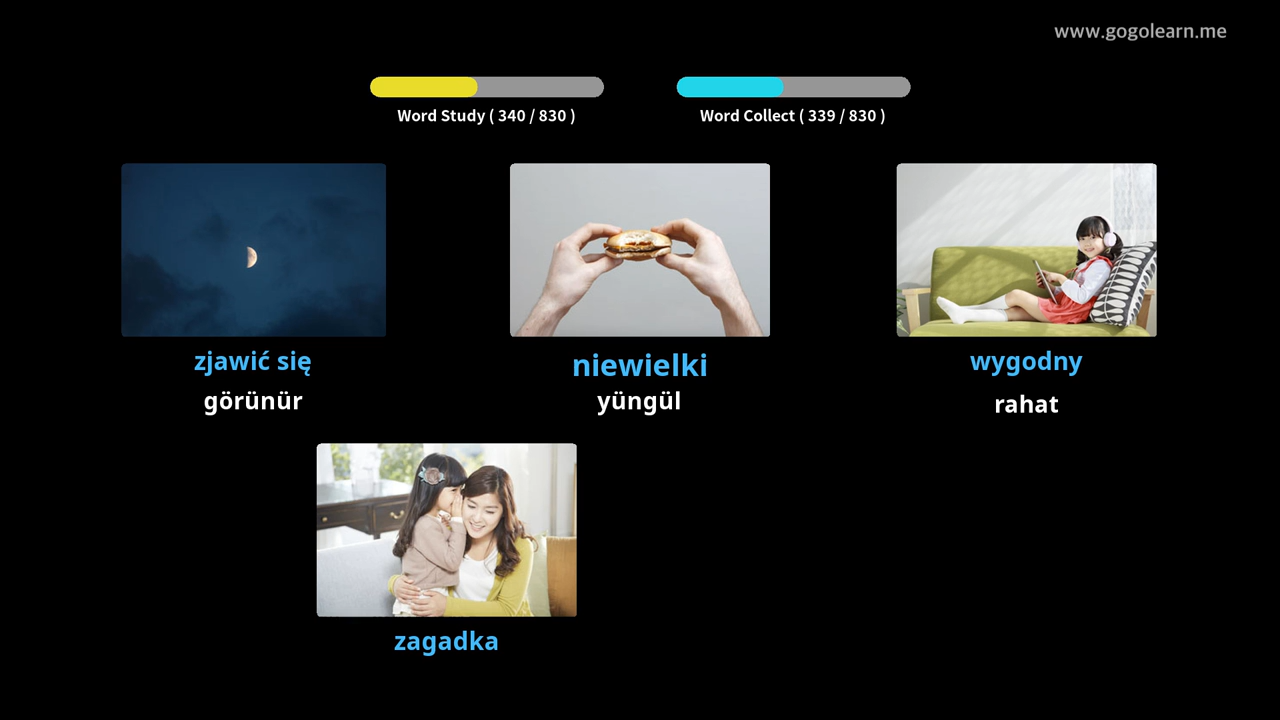 www.gogolearn.me
Word Study ( 340 / 830 )
Word Collect ( 339 / 830 )
zjawić się
görünür
niewielki
yüngül
wygodny
rahat
zagadka